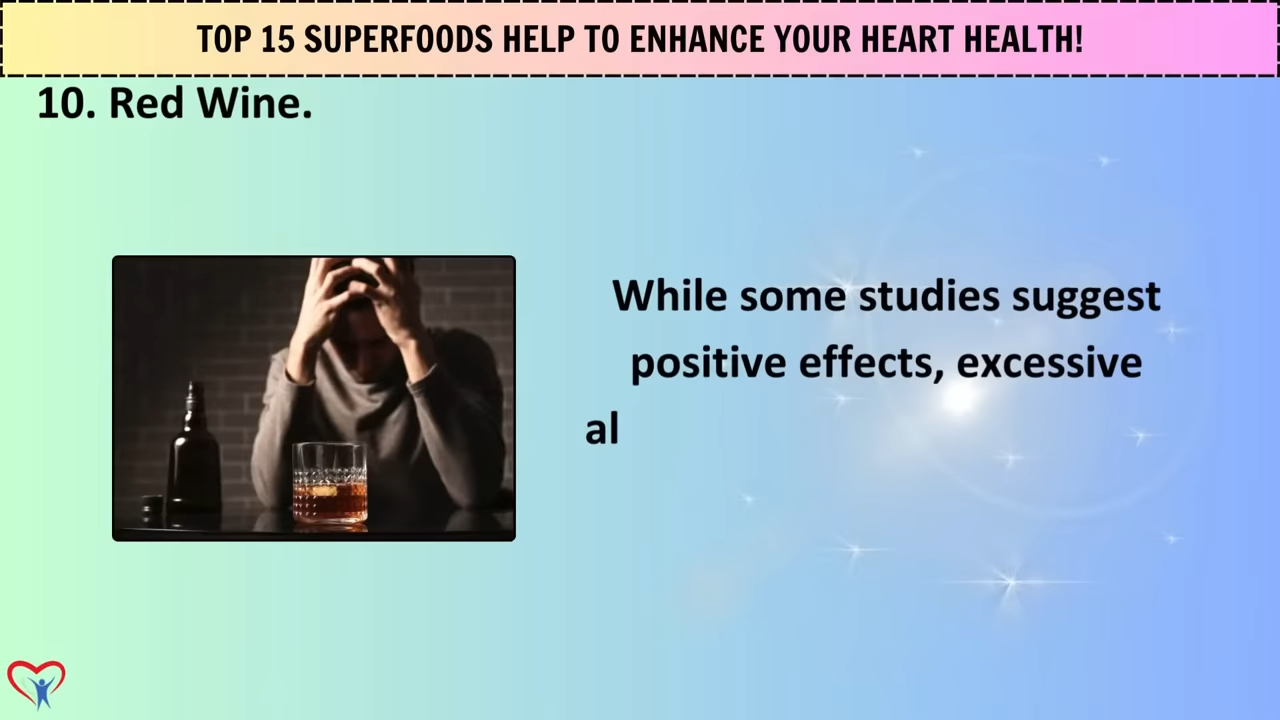 TOP 15 SUPERFOODS HELP TO ENHANCE YOUR HEART HEALTH!
10. Red Wine.
While some studies suggest
positive effects, excessive
al